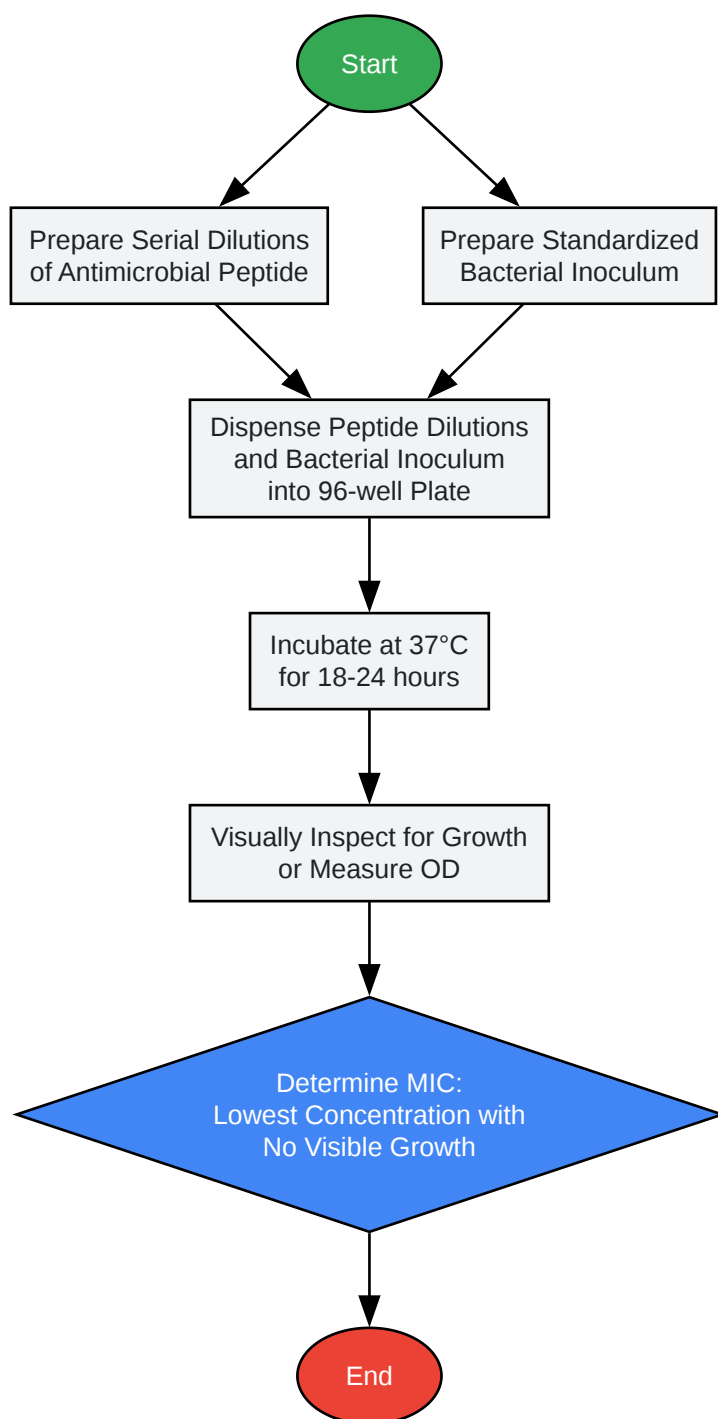 Start
Prepare Serial Dilutions
of Antimicrobial Peptide
Prepare Standardized
Bacterial Inoculum
Dispense Peptide Dilutions
and Bacterial Inoculum
into 96-well Plate
Incubate at 37°C
for 18-24 hours
Visually Inspect for Growth
or Measure OD
Determine MIC:
Lowest Concentration with
No Visible Growth
End